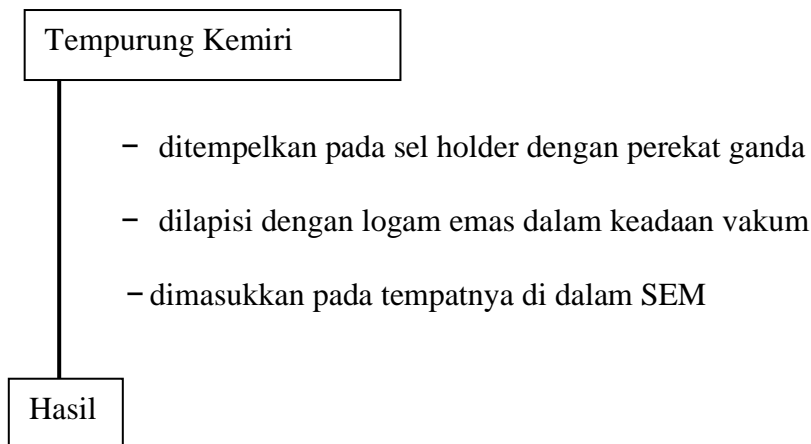 Tempurung Kemiri
− ditempelkan pada sel holder dengan perekat ganda
− dilapisi dengan logam emas dalam keadaan vakum
− dimasukkan pada tempatnya di dalam SEM
Hasil